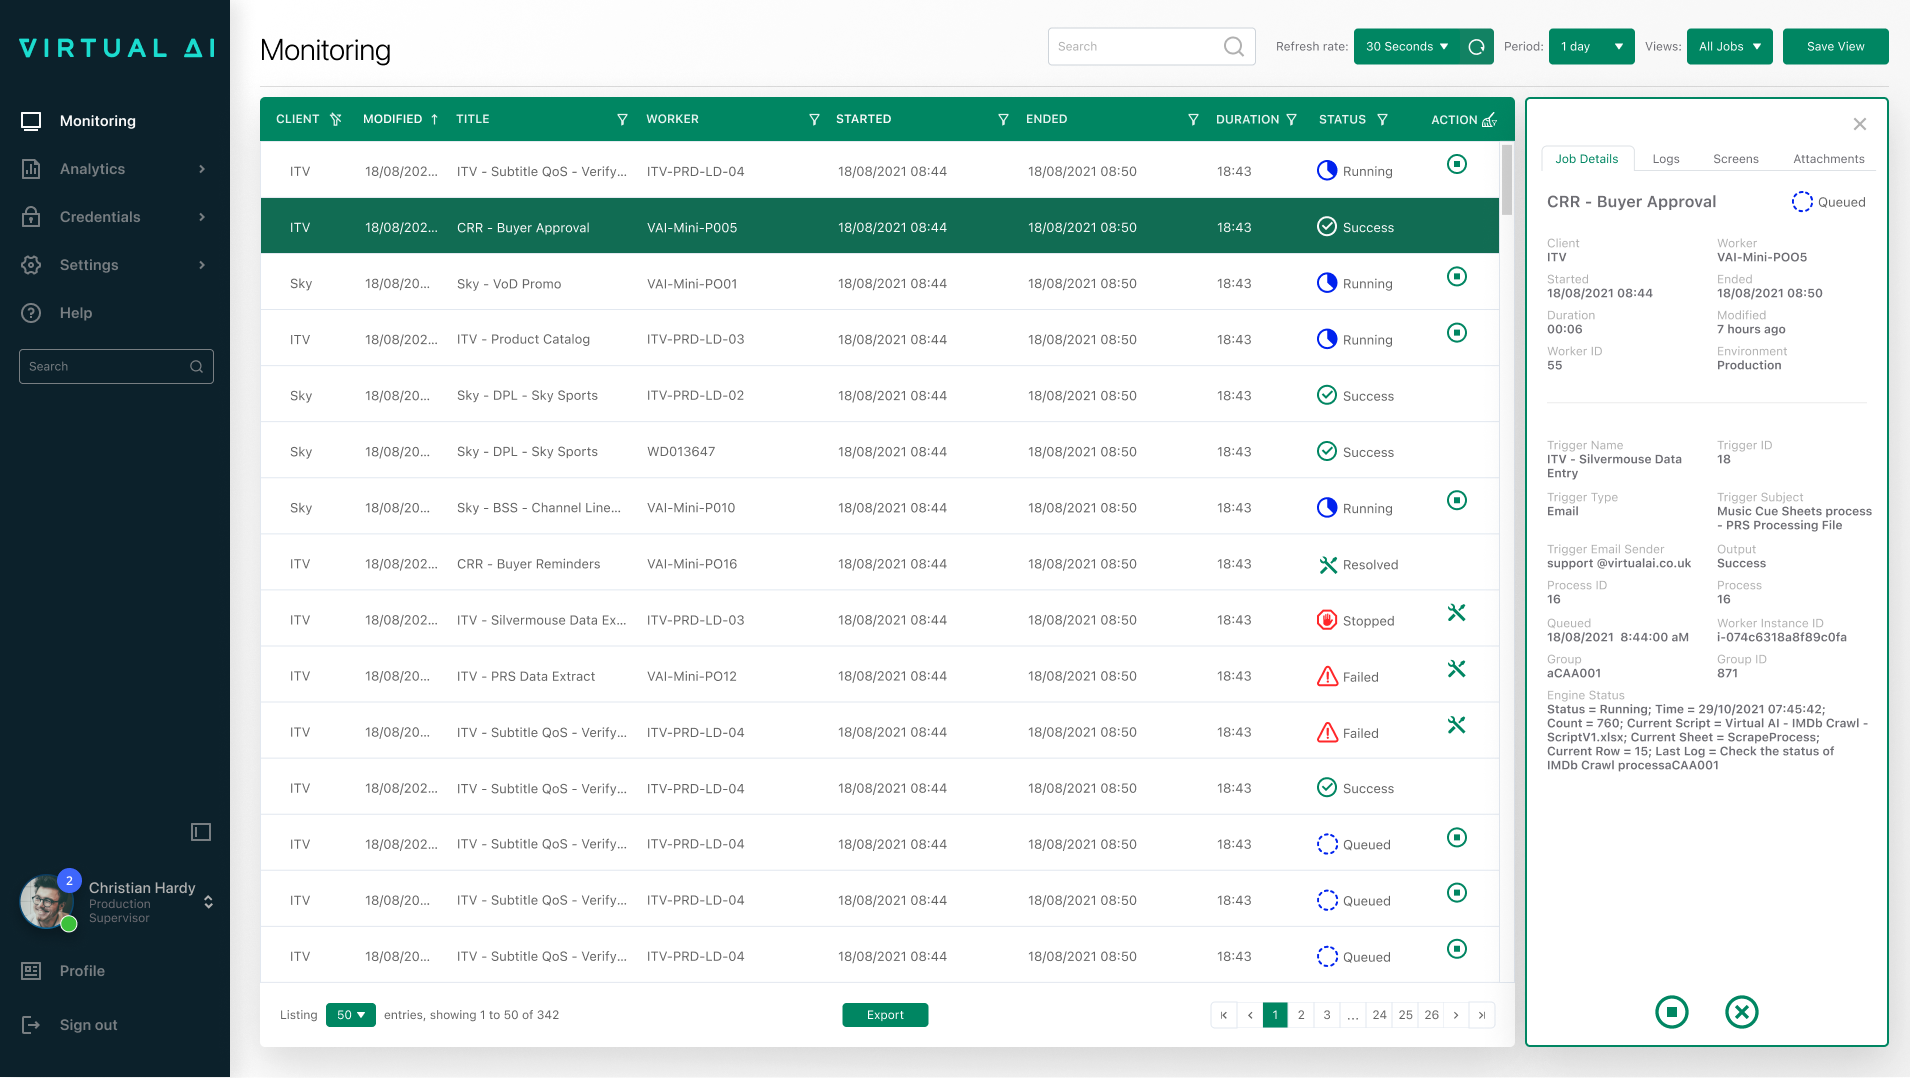 VIRTUAL AI
Monitoring
Analytics
Credentials
Settings
Help
Search
2
Christian Hardy
Production
Supervisor
Profile
Sign out
Monitoring
Search
Refresh rate:
30 Seconds
Period:
1 day
Views:
All Jobs
Save View
CLIENT MODIFIED TITLE WORKER STARTED ENDED DURATION STATUS ACTION
ITV 18/08/202... ITV - Subtitle QoS - Verify... ITV-PRD-LD-04 18/08/2021 08:44 18/08/2021 08:50 18:43 Running
ITV 18/08/202... CRR - Buyer Approval VAI-Mini-P005 18/08/2021 08:44 18/08/2021 08:50 18:43 Success
Sky 18/08/20... Sky - VoD Promo VAI-Mini-PO01 18/08/2021 08:44 18/08/2021 08:50 18:43 Running
ITV 18/08/202... ITV - Product Catalog ITV-PRD-LD-03 18/08/2021 08:44 18/08/2021 08:50 18:43 Running
Sky 18/08/20... Sky - DPL - Sky Sports ITV-PRD-LD-02 18/08/2021 08:44 18/08/2021 08:50 18:43 Success
Sky 18/08/20... Sky - DPL - Sky Sports WD013647 18/08/2021 08:44 18/08/2021 08:50 18:43 Success
Sky 18/08/20... Sky - BSS - Channel Line... VAI-Mini-P010 18/08/2021 08:44 18/08/2021 08:50 18:43 Running
ITV 18/08/202... CRR - Buyer Reminders VAI-Mini-PO16 18/08/2021 08:44 18/08/2021 08:50 18:43 Resolved
ITV 18/08/202... ITV - Silvermouse Data Ex... ITV-PRD-LD-03 18/08/2021 08:44 18/08/2021 08:50 18:43 Stopped
ITV 18/08/20... ITV - PRS Data Extract VAI-Mini-PO12 18/08/2021 08:44 18/08/2021 08:50 18:43 Failed
ITV 18/08/202... ITV - Subtitle QoS - Verify... ITV-PRD-LD-04 18/08/2021 08:44 18/08/2021 08:50 18:43 Failed
ITV 18/08/202... ITV - Subtitle QoS - Verify... ITV-PRD-LD-04 18/08/2021 08:44 18/08/2021 08:50 18:43 Success
ITV 18/08/202... ITV - Subtitle QoS - Verify... ITV-PRD-LD-04 18/08/2021 08:44 18/08/2021 08:50 18:43 Queued
ITV 18/08/202... ITV - Subtitle QoS - Verify... ITV-PRD-LD-04 18/08/2021 08:44 18/08/2021 08:50 18:43 Queued
ITV 18/08/20... ITV - Subtitle QoS - Verify... ITV-PRD-LD-04 18/08/2021 08:44 18/08/2021 08:50 18:43 Queued
Listing 50 entries, showing 1 to 50 of 342
Export
1 2 3 ... 24 25 26
Job Details Logs Screens Attachments
CRR - Buyer Approval Queued
Client Worker
ITV VAI-Mini-POO5
Started Ended
18/08/2021 08:44 18/08/2021 08:50
Duration Modified
00:06 7 hours ago
Worker ID Environment
55 Production
Trigger Name Trigger ID
ITV - Silvermouse Data 18
Entry
Trigger Type Trigger Subject
Email Music Cue Sheets process
- PRS Processing File
Trigger Email Sender Output
support @virtualai.co.uk Success
Process ID Process
16 16
Queued Worker Instance ID
18/08/2021 8:44:00 aM i-074c6318a8f89c0fa
Group Group ID
aCAA001 871
Engine Status
Status = Running; Time = 29/10/2021 07:45:42;
Count = 760; Current Script = Virtual AI - IMDb Crawl -
ScriptV1.xlsx; Current Sheet = ScrapeProcess;
Current Row = 15; Last Log = Check the status of
IMDb Crawl processaCAA001